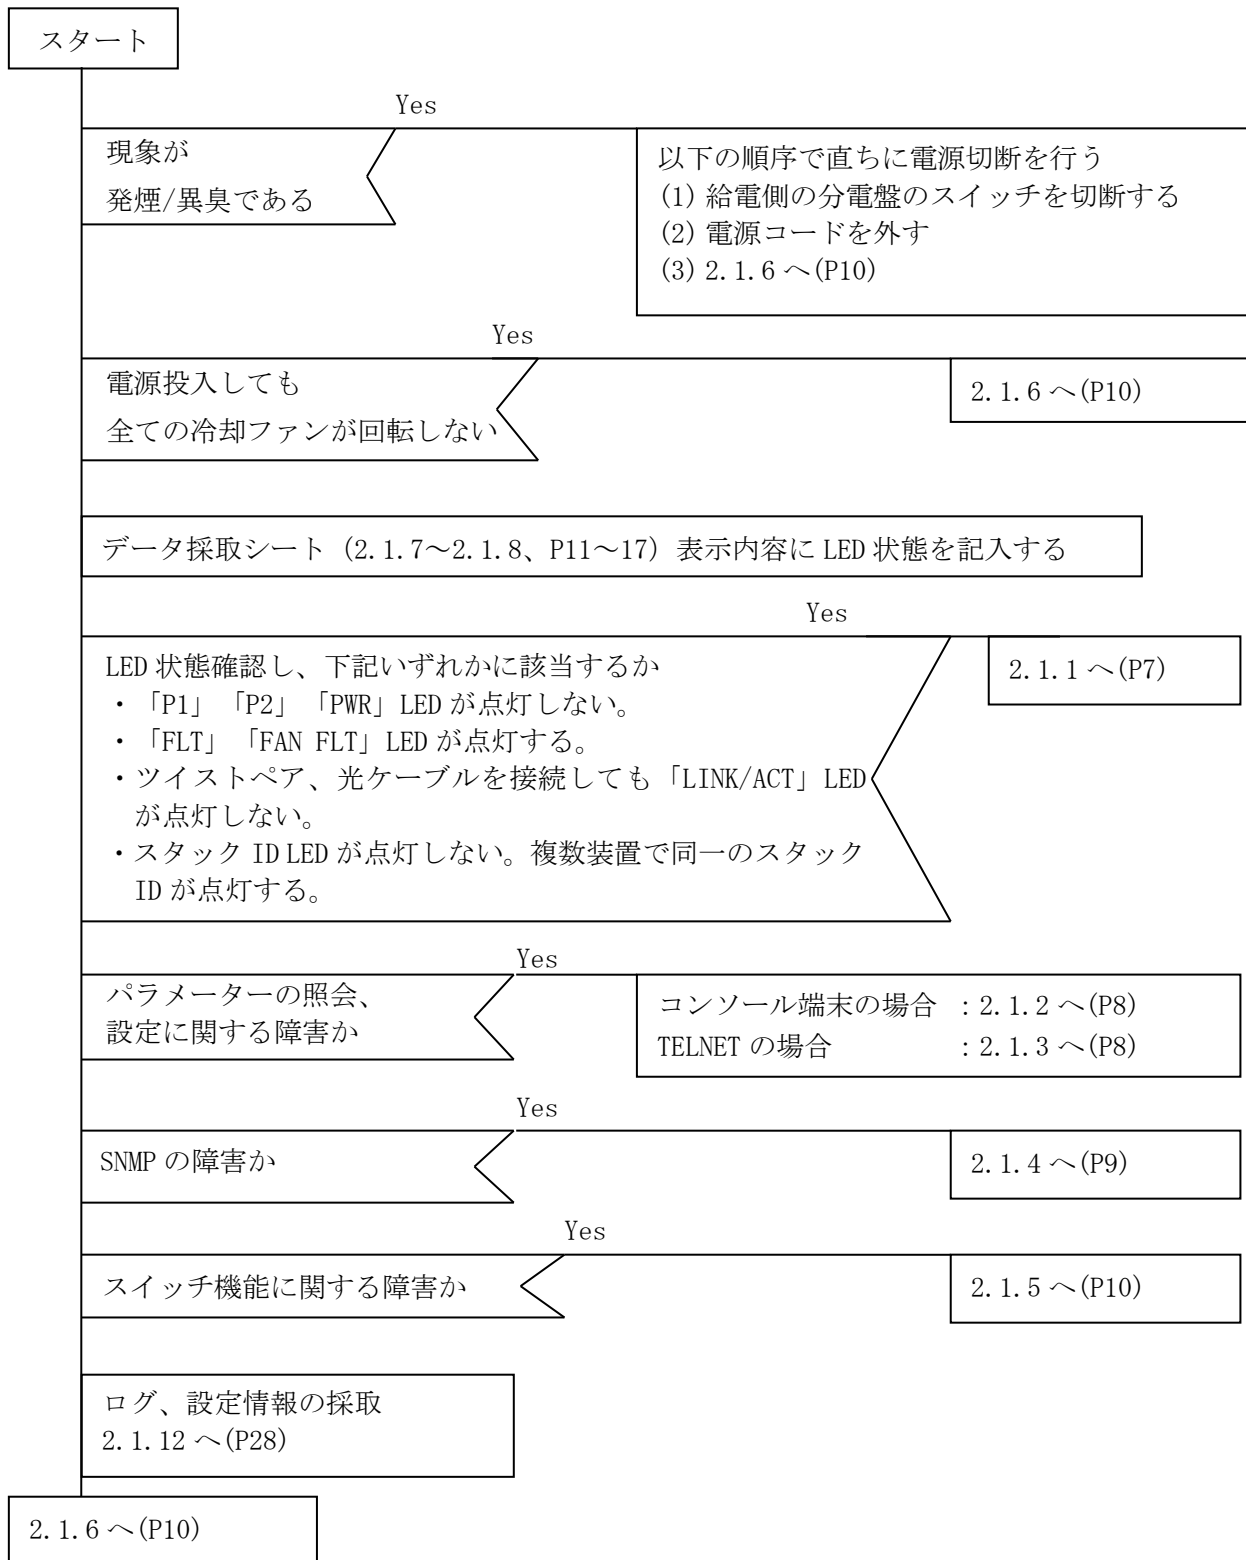 スタート
Yes
現象が
発煙/異臭である
以下の順序で直ちに電源切断を行う
(1) 給電側の分電盤のスイッチを切断する
(2) 電源コードを外す
(3) 2.1.6 へ(P10)
Yes
電源投入しても
全ての冷却ファンが回転しない
2.1.6 へ(P10)
データ採取シート（2.1.7～2.1.8、P11～17）表示内容に LED 状態を記入する
Yes
LED 状態確認し、下記いずれかに該当するか
・「P1」「P2」「PWR」LED が点灯しない。
・「FLT」「FAN FLT」LED が点灯する。
・ツイストペア、光ケーブルを接続しても「LINK/ACT」LED
が点灯しない。
・スタック ID LED が点灯しない。複数装置で同一のスタック
ID が点灯する。
2.1.1 へ(P7)
Yes
パラメーターの照会、
設定に関する障害か
コンソール端末の場合 : 2.1.2 へ(P8)
TELNET の場合 : 2.1.3 へ(P8)
Yes
SNMP の障害か
2.1.4 へ(P9)
Yes
スイッチ機能に関する障害か
2.1.5 へ(P10)
ログ、設定情報の採取
2.1.12 へ(P28)
2.1.6 へ(P10)